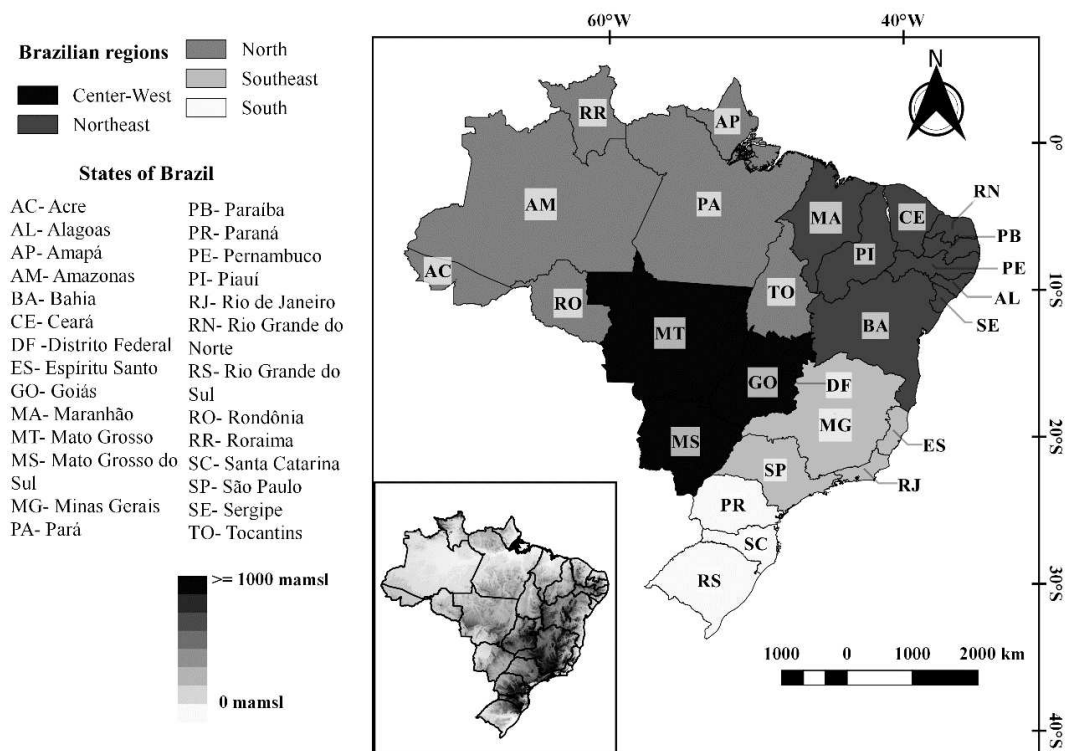 Brazilian regions
Center-West
Northeast
North
Southeast
South
States of Brazil
AC- Acre
AL- Alagoas
AP- Amapá
AM- Amazonas
BA- Bahia
CE- Ceará
DF -Distrito Federal
ES- Espíritu Santo
GO- Goiás
MA- Maranhão
MT- Mato Grosso
MS- Mato Grosso do
Sul
MG- Minas Gerais
PA- Pará
PB- Paraíba
PR- Paraná
PE- Pernambuco
PI- Piauí
RJ- Rio de Janeiro
RN- Rio Grande do
Norte
RS- Rio Grande do
Sul
RO- Rondônia
RR- Roraima
SC- Santa Catarina
SP- São Paulo
SE- Sergipe
TO- Tocantins
>= 1000 mamsl
0 mamsl
60°W
40°W
N
0°
10°S
20°S
30°S
40°S
RR
AP
AM
PA
MA
CE
RN
PB
PI
PE
AC
AL
RO
TO
SE
MT
BA
GO
DF
MG
MS
ES
SP
RJ
PR
SC
RS
1000 0 1000 2000 km